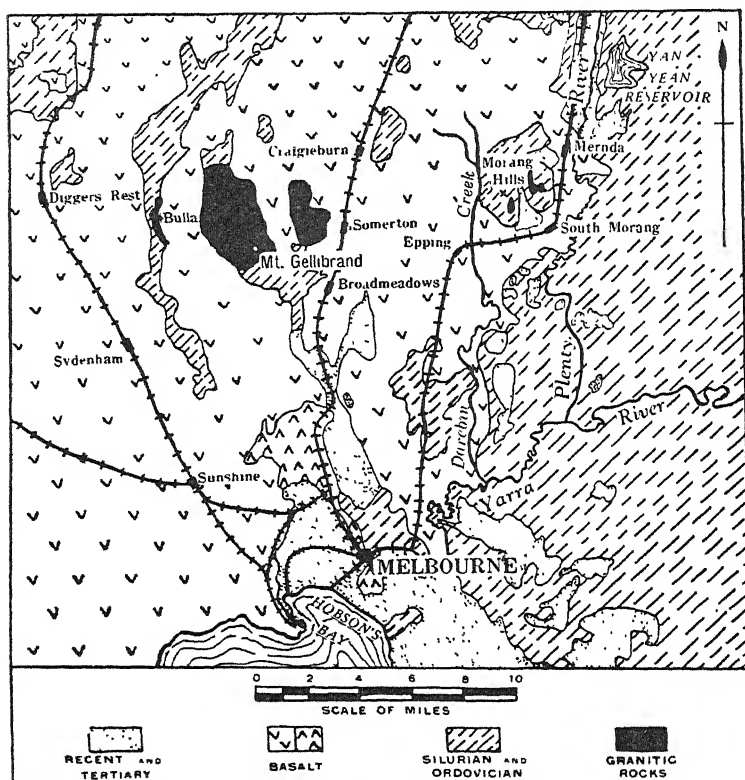 N
YAN
YEAN
RESERVOIR
River
Craigieburn
Mernda
Morang
Hills
Diggers Rest
Bulla
Creek
Somerton
Epping
South Morang
Mt. Gellibrand
Broadmeadows
Sydenham
Plenty
River
Darebin
Sunshine
Yarra
MELBOURNE
HOBSON'S
BAY
0 2 4 6 8 10
SCALE OF MILES
RECENT AND
TERTIARY
BASALT
SILURIAN AND
ORDOVICIAN
GRANITIC
ROCKS